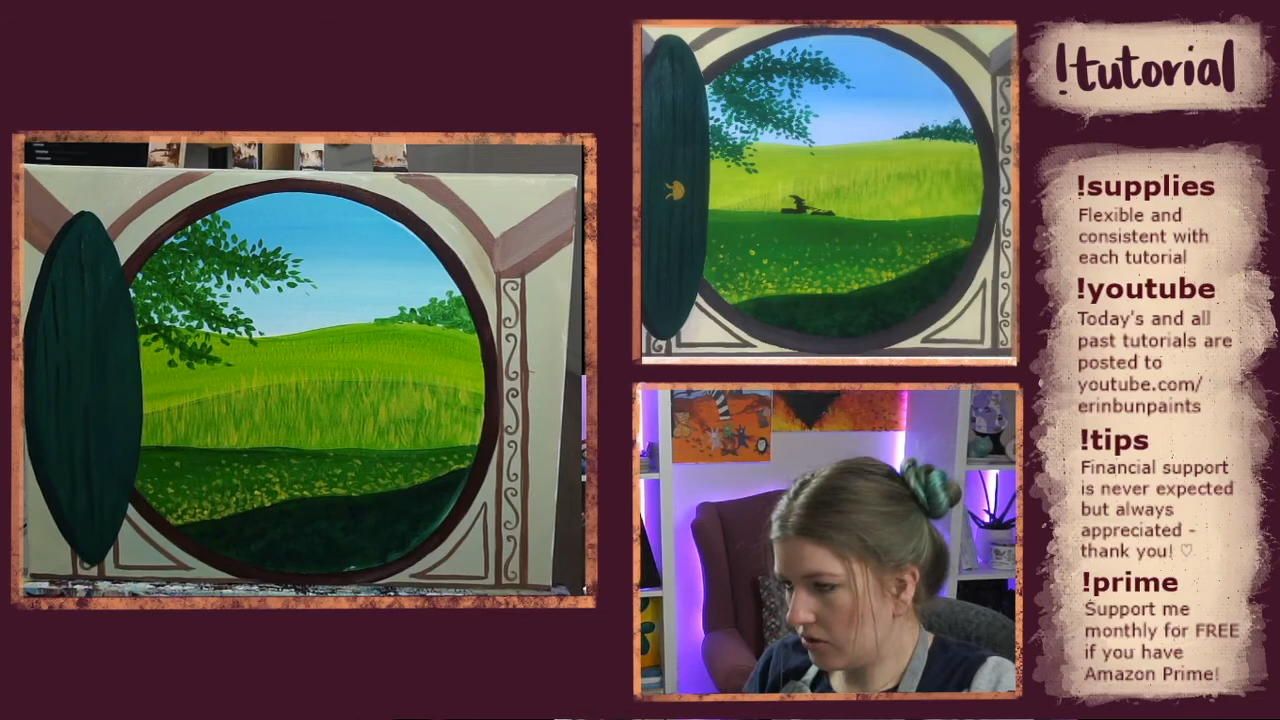 !tutorial
!supplies
Flexible and
consistent with
each tutorial
!youtube
Today's and all
past tutorials are
posted to
youtube.com/
erinbunpaints
!tips
Financial support
is never expected
but always
appreciated -
thank you! ♡
!prime
Support me
monthly for FREE
if you have
Amazon Prime!